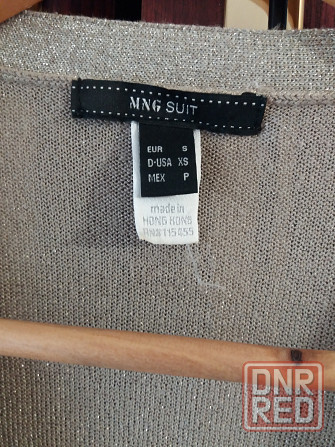 MNG SUIT
EUR S
D-USA XS
MEX P
made in
HONG KONG
RN#115455
DNR
RED